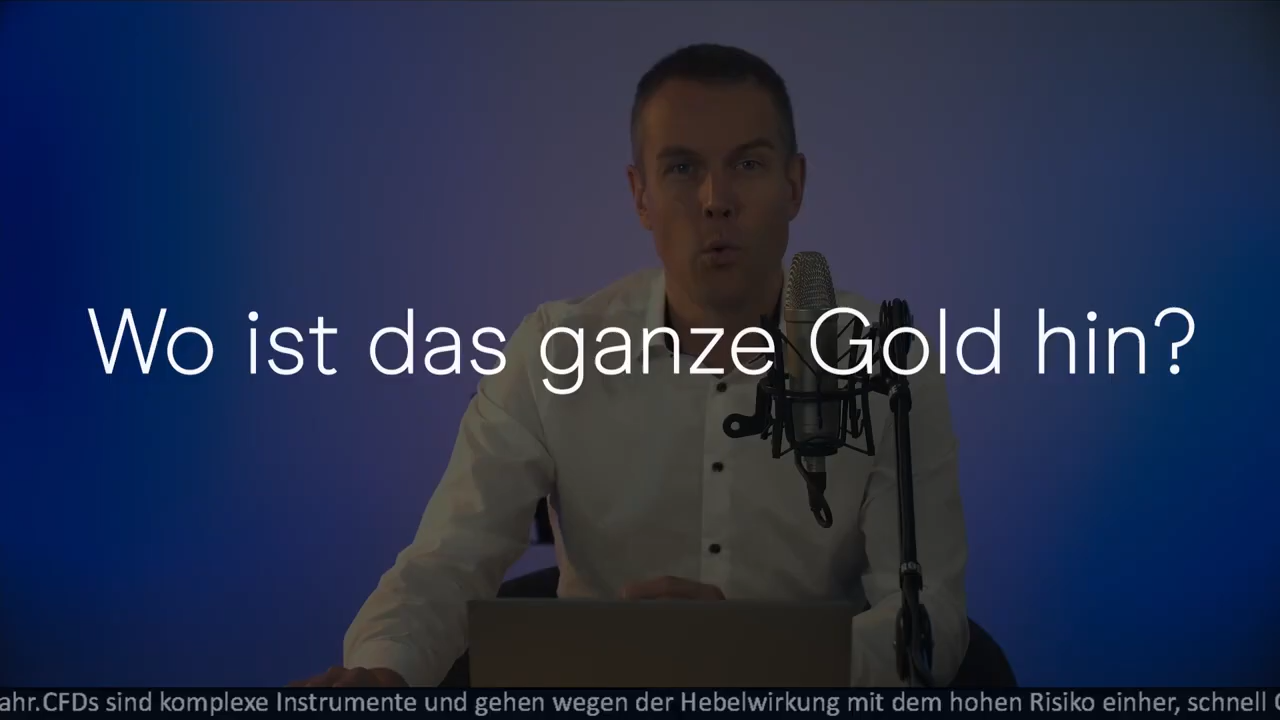 Wo ist das ganze Gold hin?
ahr.CFDs sind komplexe Instrumente und gehen wegen der Hebelwirkung mit dem hohen Risiko einher, schnell